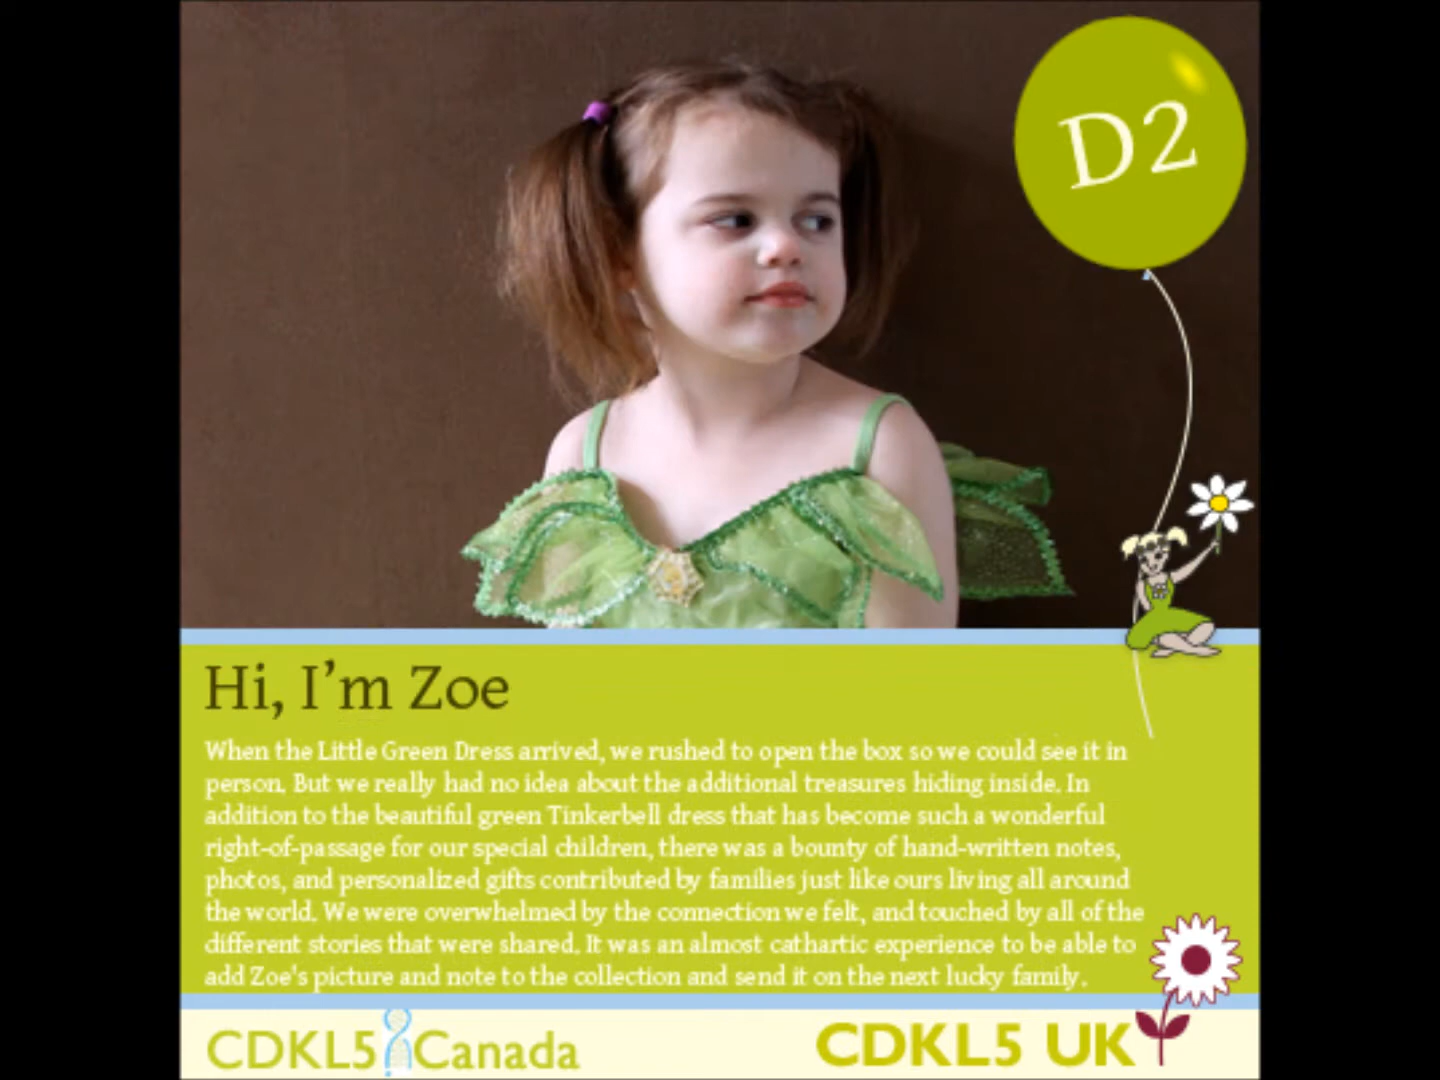 D2
Hi, I'm Zoe
When the Little Green Dress arrived, we rushed to open the box so we could see it in
person. But we really had no idea about the additional treasures hiding inside. In
addition to the beautiful green Tinkerbell dress that has become such a wonderful
right-of-passage for our special children, there was a bounty of hand-written notes,
photos, and personalized gifts contributed by families just like ours living all around
the world. We were overwhelmed by the connection we felt, and touched by all of the
different stories that were shared. It was an almost cathartic experience to be able to
add Zoe's picture and note to the collection and send it on the next lucky family.
CDKL5 Canada
CDKL5 UK